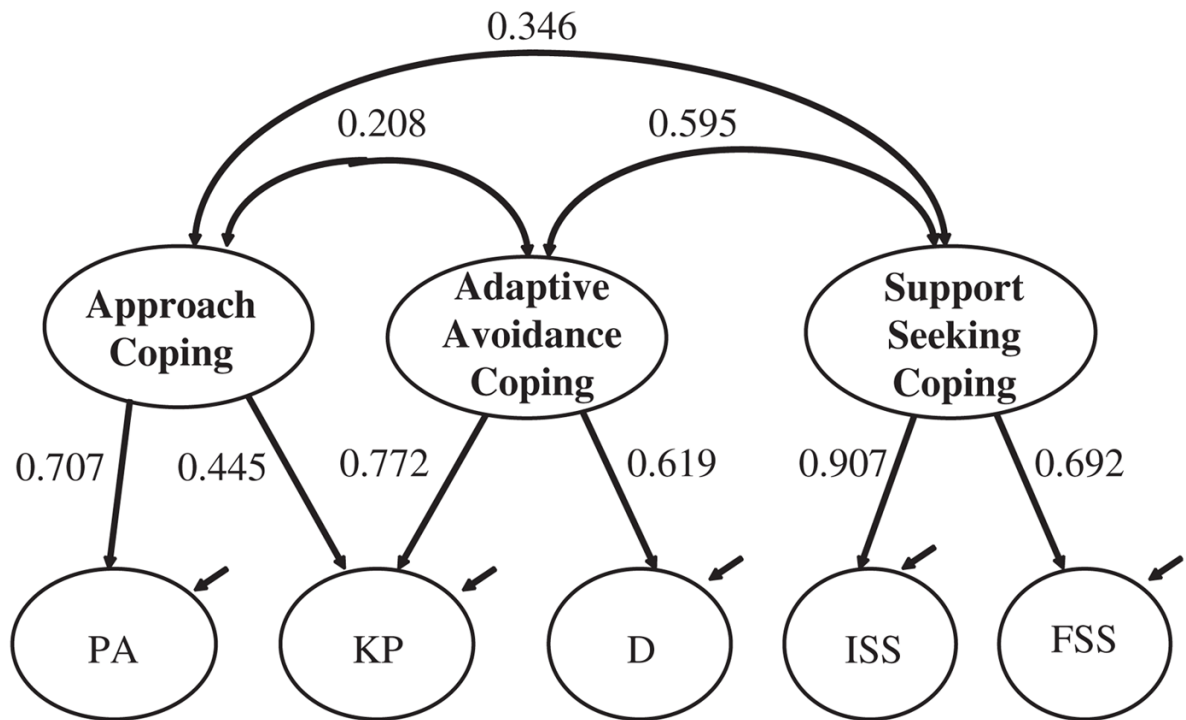 0.346
0.208
0.595
Approach
Coping
Adaptive
Avoidance
Coping
Support
Seeking
Coping
0.707
0.445
0.772
0.619
0.907
0.692
PA
KP
D
ISS
FSS